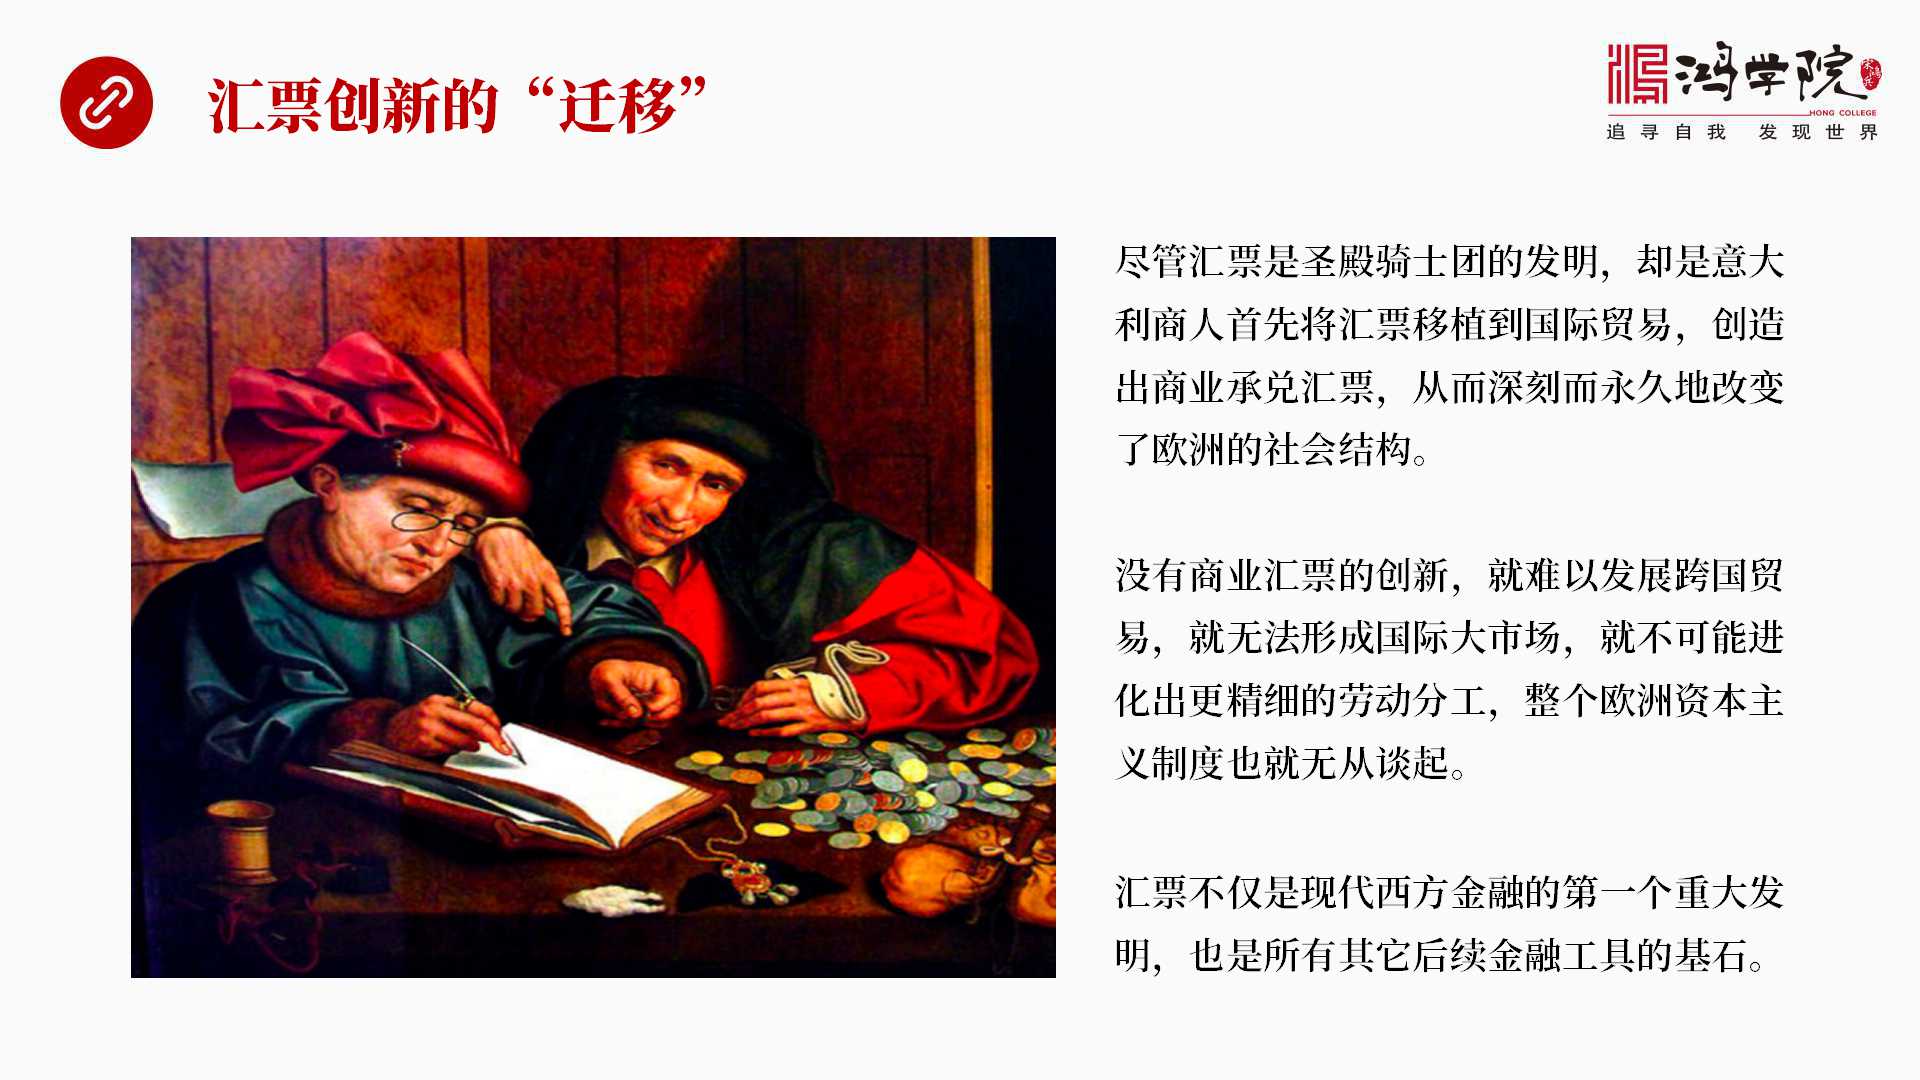 汇票创新的“迁移”
鸿学院
宋鸿兵
HONG COLLEGE
追寻自我 发现世界
尽管汇票是圣殿骑士团的发明，却是意大
利商人首先将汇票移植到国际贸易，创造
出商业承兑汇票，从而深刻而永久地改变
了欧洲的社会结构。
没有商业汇票的创新，就难以发展跨国贸
易，就无法形成国际大市场，就不可能进
化出更精细的劳动分工，整个欧洲资本主
义制度也就无从谈起。
汇票不仅是现代西方金融的第一个重大发
明，也是所有其它后续金融工具的基石。